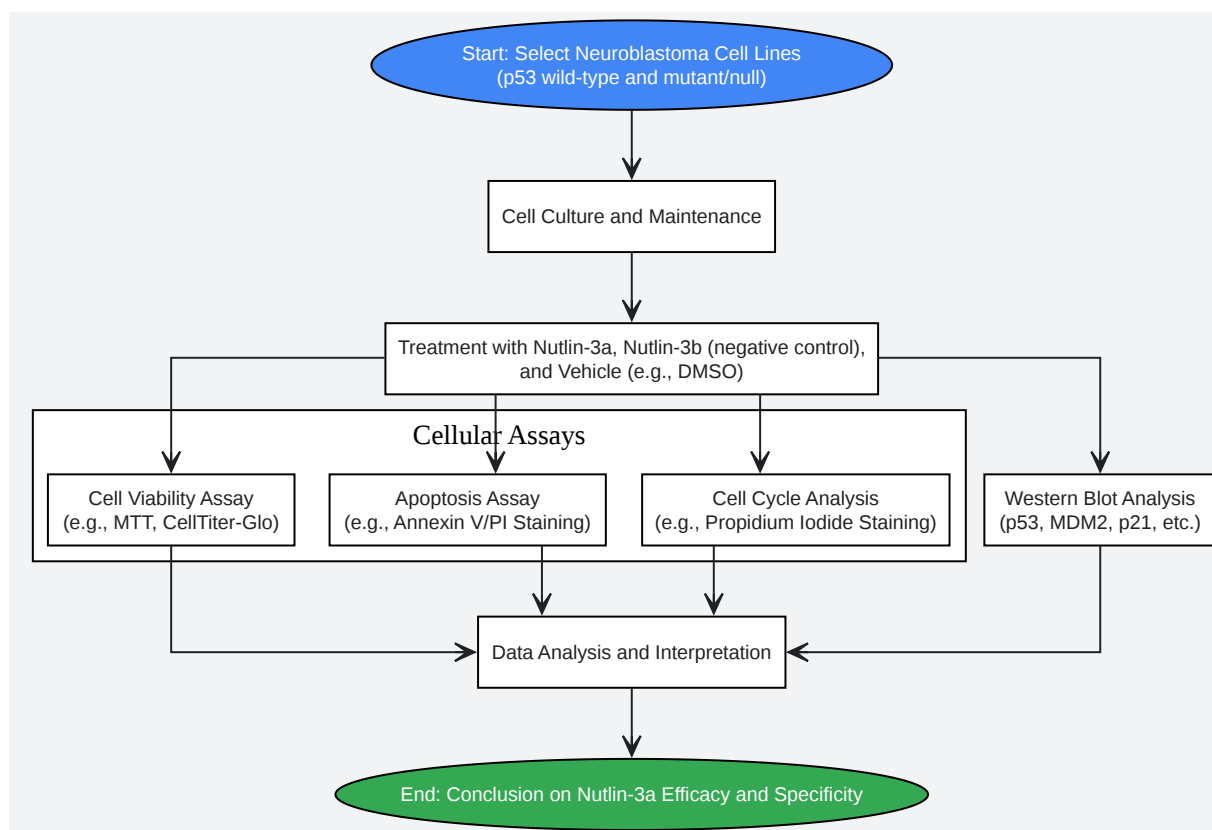 Start: Select Neuroblastoma Cell Lines
(p53 wild-type and mutant/null)
Cell Culture and Maintenance
Treatment with Nutlin-3a, Nutlin-3b (negative control),
and Vehicle (e.g., DMSO)
Cellular Assays
Cell Viability Assay
(e.g., MTT, CellTiter-Glo)
Apoptosis Assay
(e.g., Annexin V/PI Staining)
Cell Cycle Analysis
(e.g., Propidium Iodide Staining)
Western Blot Analysis
(p53, MDM2, p21, etc.)
Data Analysis and Interpretation
End: Conclusion on Nutlin-3a Efficacy and Specificity